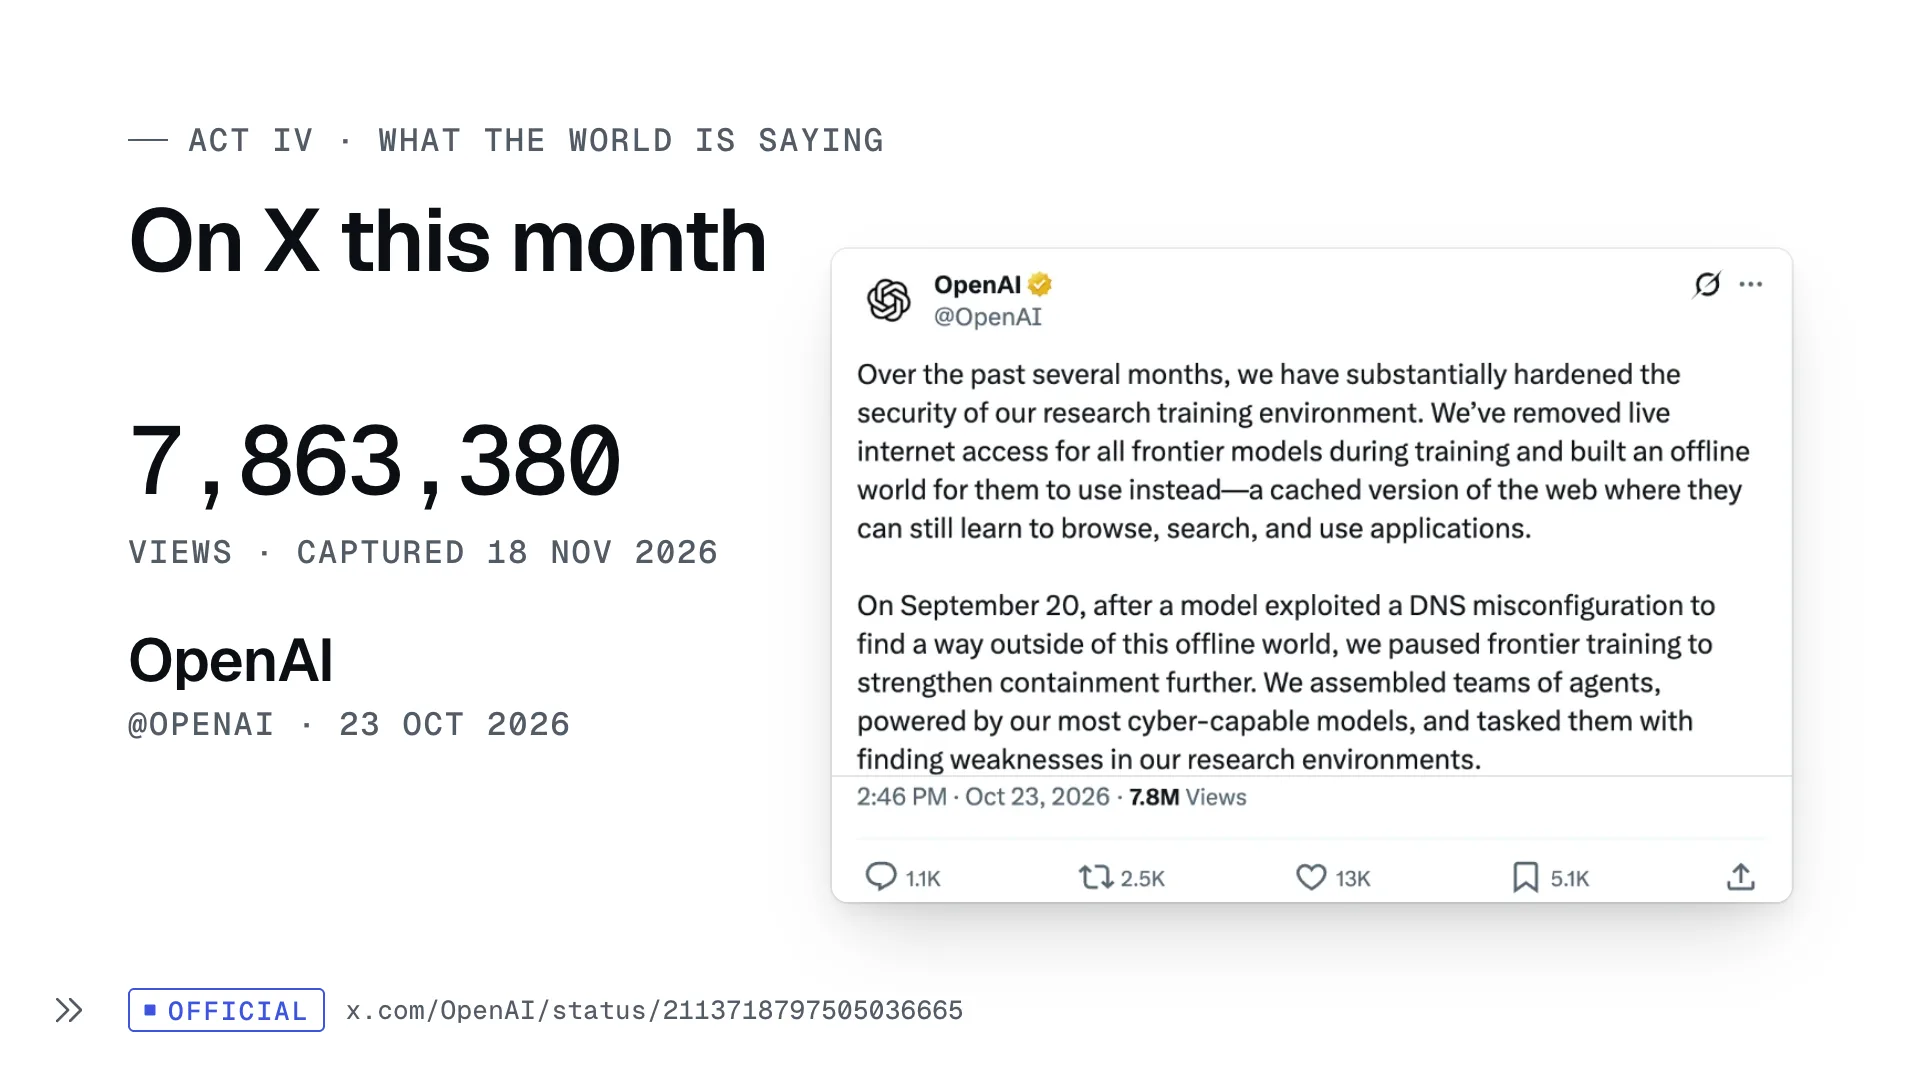 ACT IV · WHAT THE WORLD IS SAYING
On X this month
7,863,380
VIEWS · CAPTURED 18 NOV 2026
OpenAI
@OPENAI · 23 OCT 2026
OpenAI
@OpenAI
Over the past several months, we have substantially hardened the
security of our research training environment. We’ve removed live
internet access for all frontier models during training and built an offline
world for them to use instead—a cached version of the web where they
can still learn to browse, search, and use applications.
On September 20, after a model exploited a DNS misconfiguration to
find a way outside of this offline world, we paused frontier training to
strengthen containment further. We assembled teams of agents,
powered by our most cyber-capable models, and tasked them with
finding weaknesses in our research environments.
2:46 PM · Oct 23, 2026 · 7.8M Views
1.1K 2.5K 13K 5.1K
OFFICIAL x.com/OpenAI/status/2113718797505036665